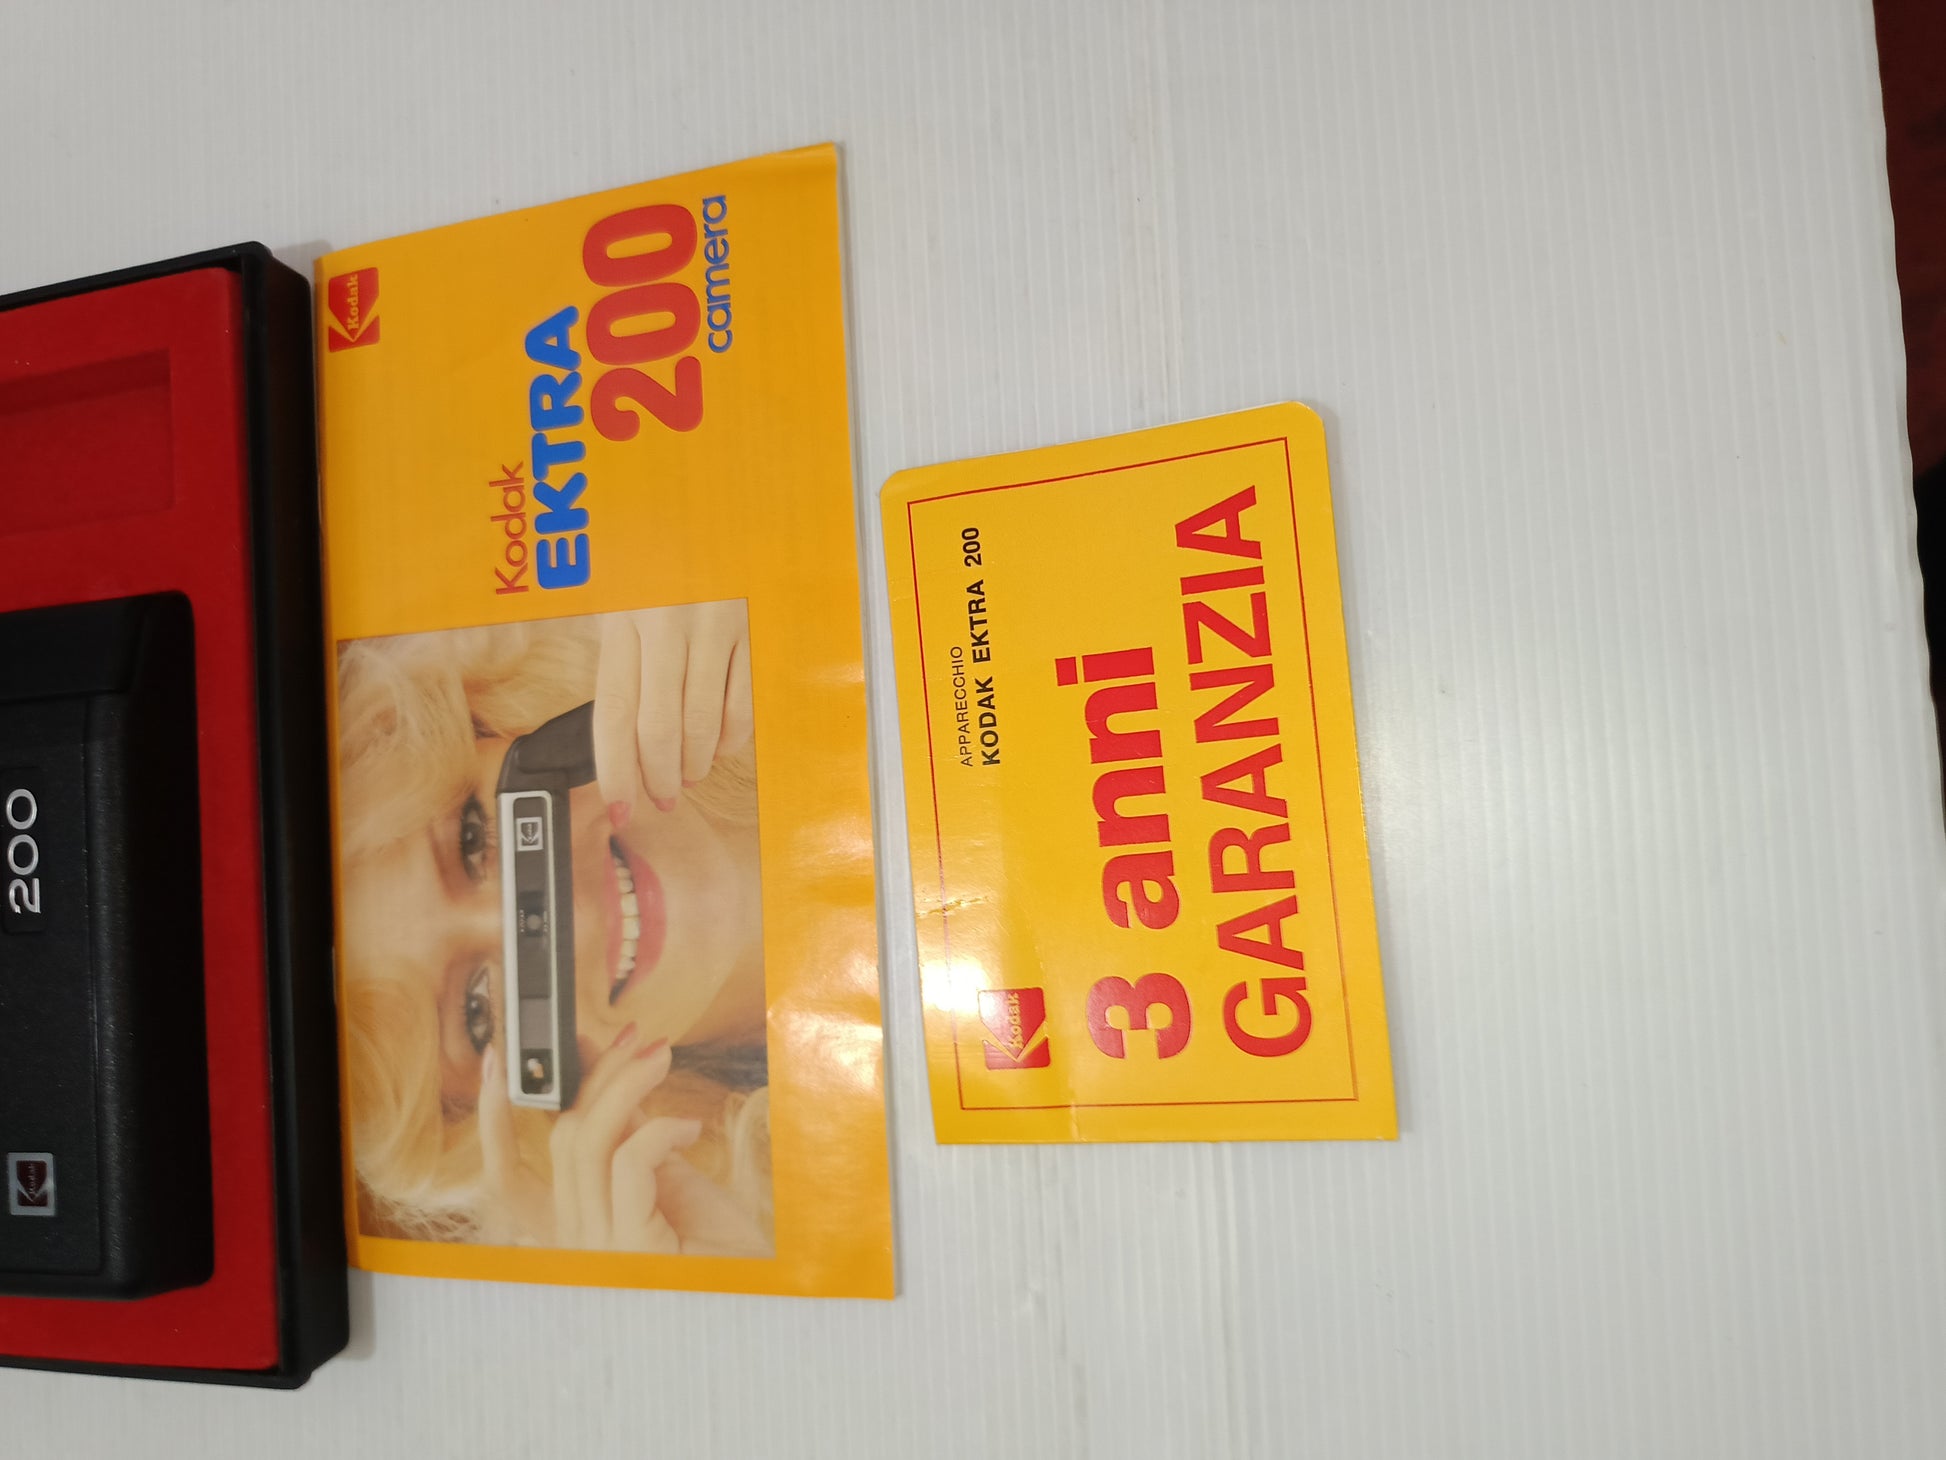 200
Kodak
Kodak
Kodak
EKTRA
200
camera
APPARECCHIO
KODAK EKTRA 200
Kodak
3 anni
GARANZIA